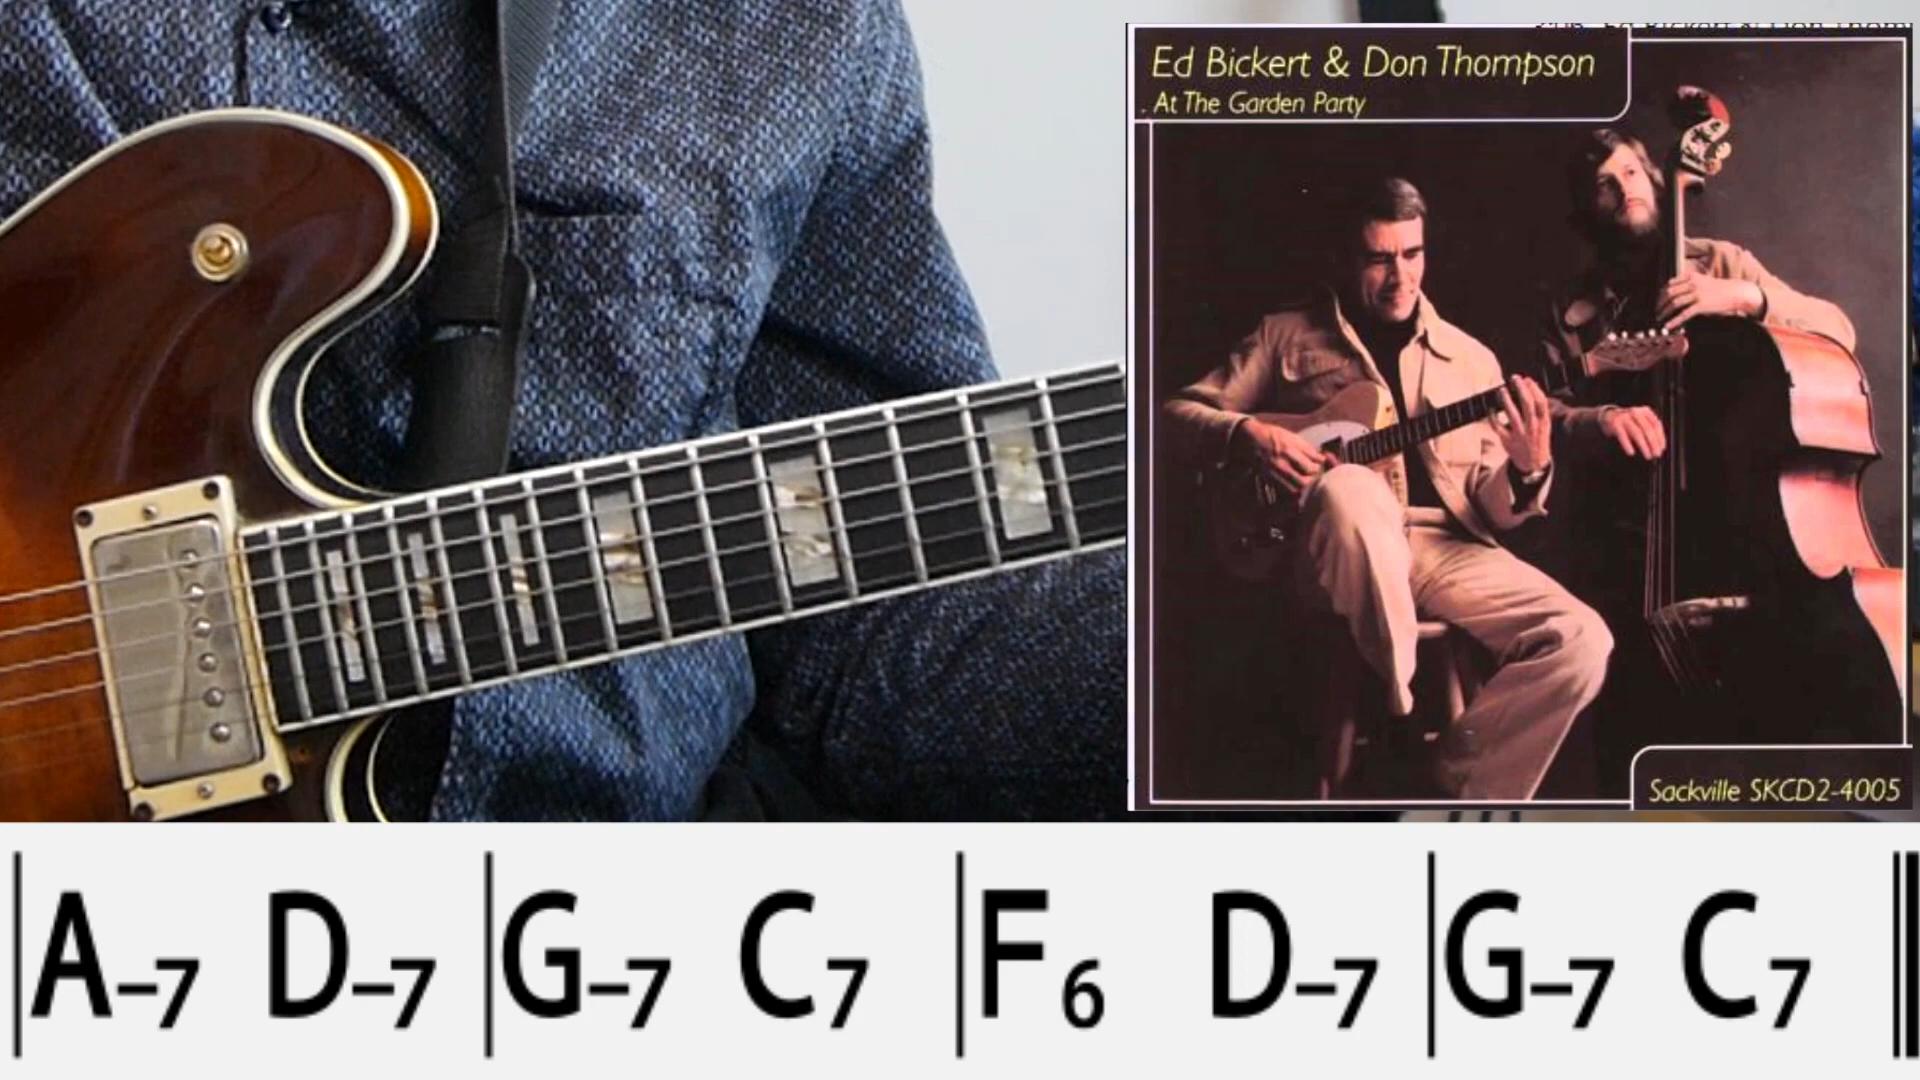 Ed Bickert & Don Thompson
At The Garden Party
Sackville SKCD2-4005
A–7 D–7 G–7 C7 F6 D–7 G–7 C7